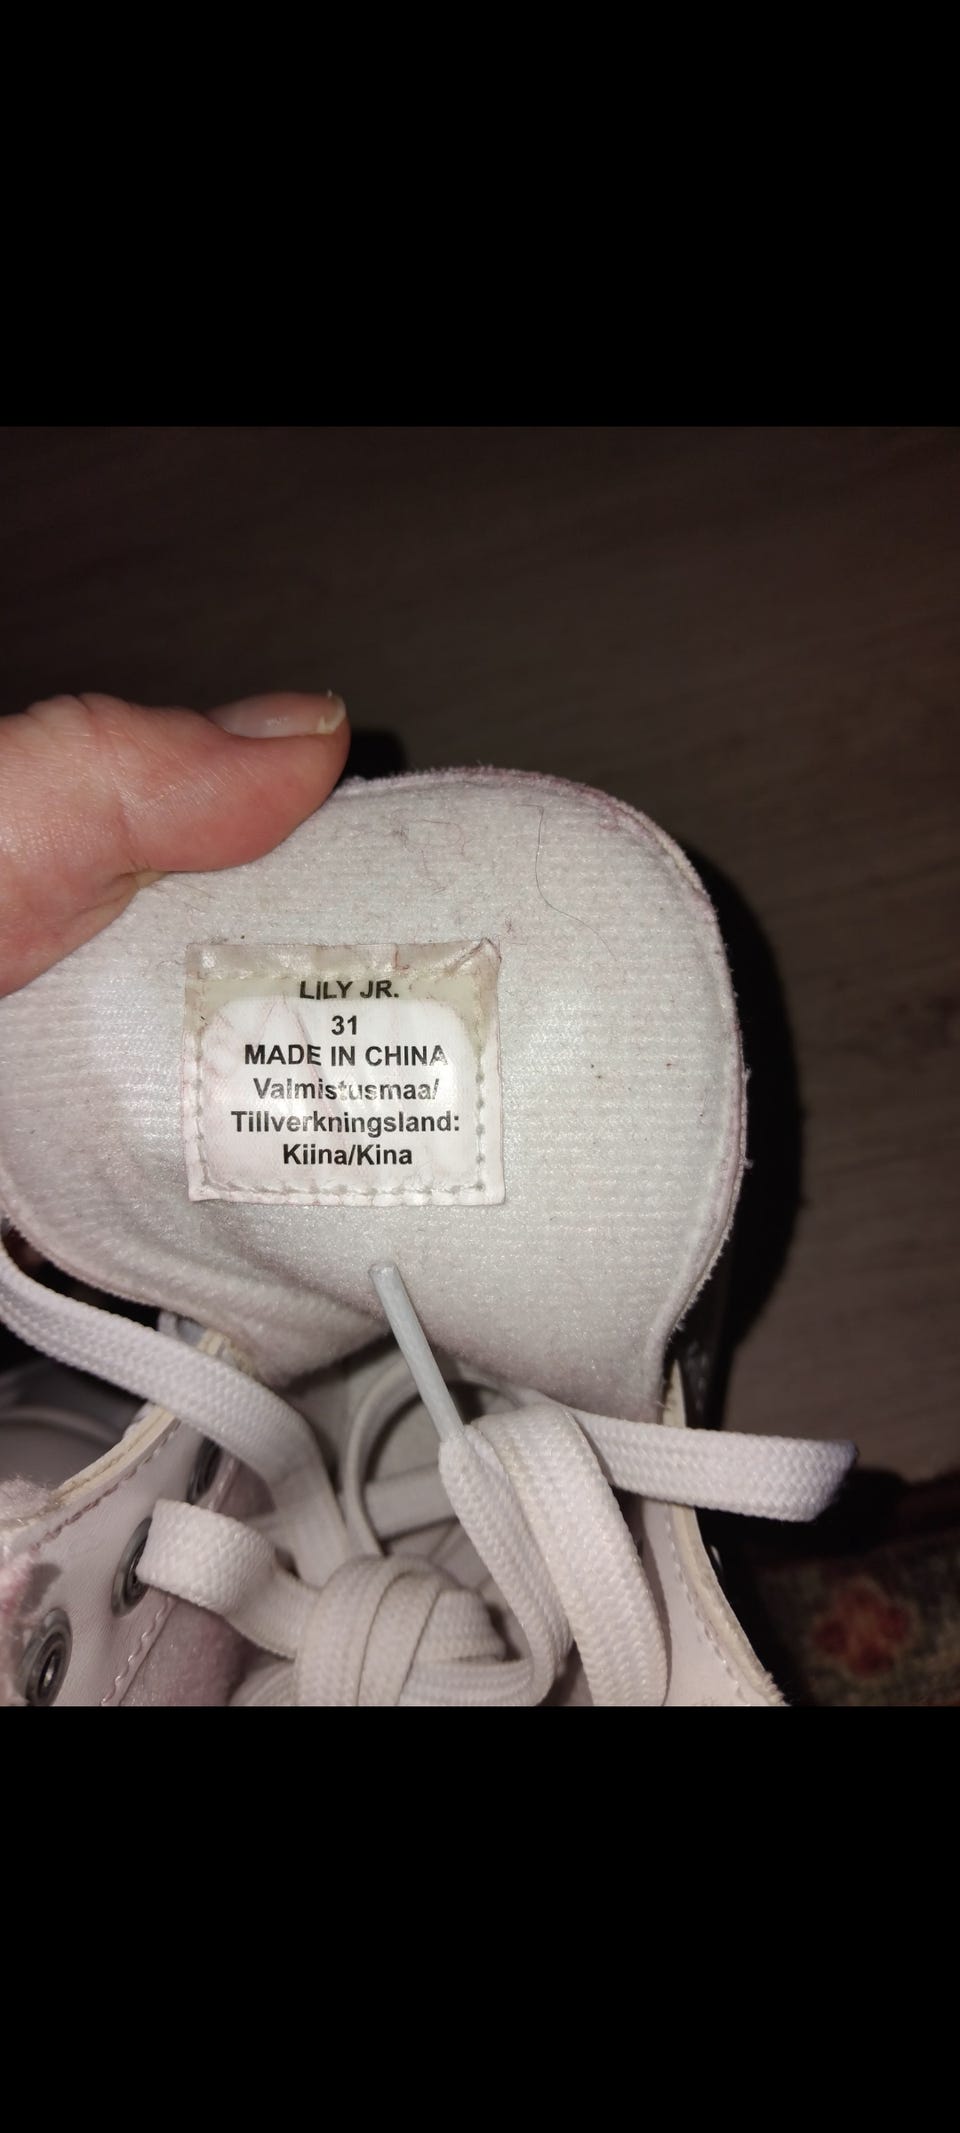 LILY JR.
31
MADE IN CHINA
Valmistusmaa/
Tillverkningsland:
Kiina/Kina